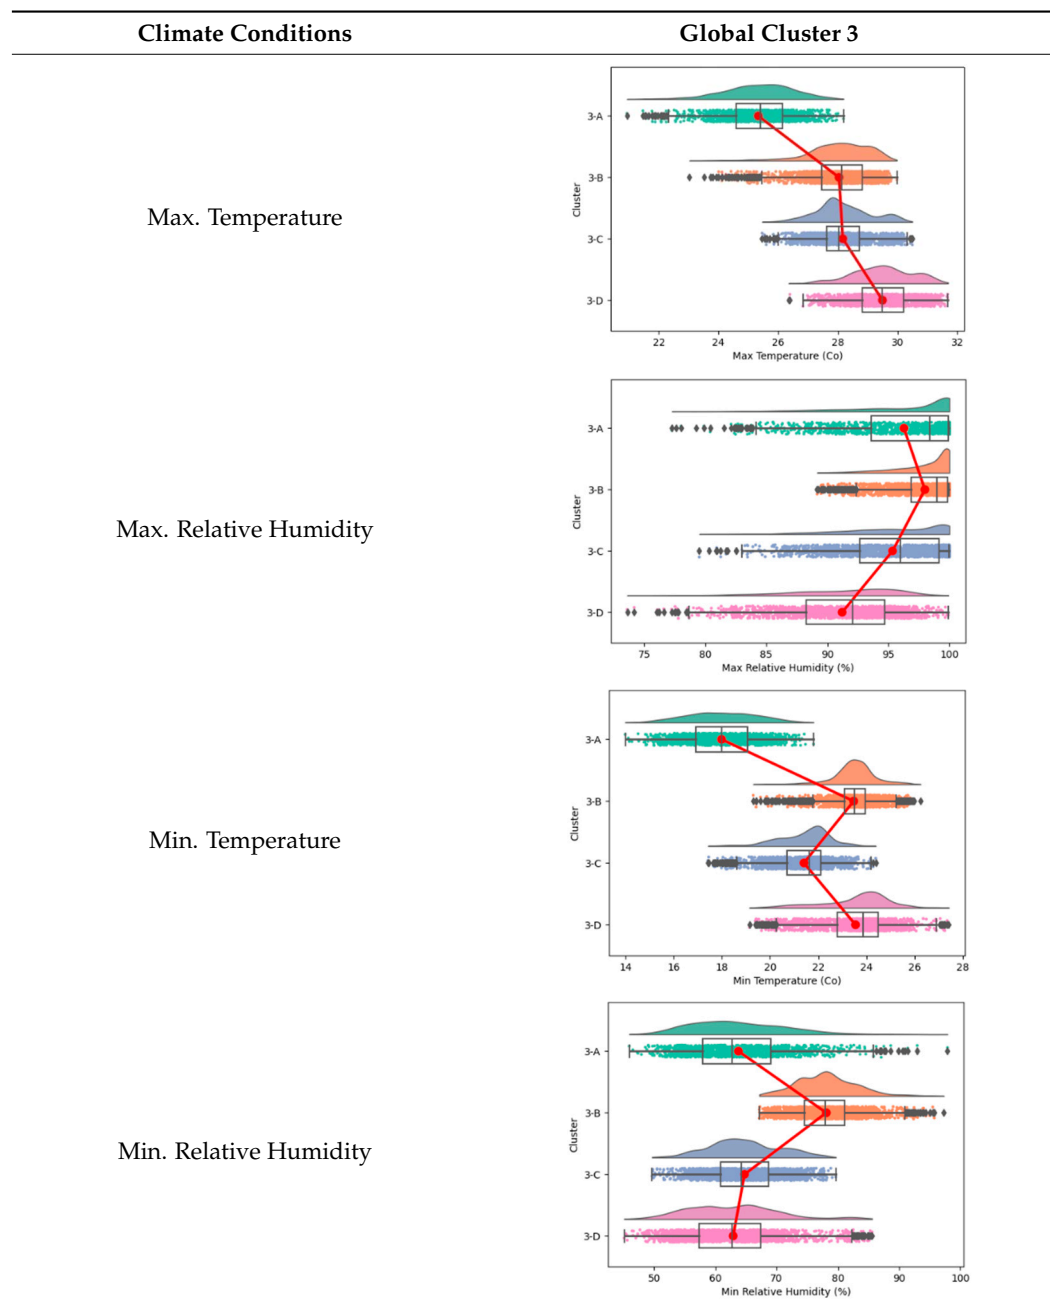 Climate Conditions Global Cluster 3
Max. Temperature
Cluster
3-A
3-B
3-C
3-D
22 24 26 28 30 32
Max Temperature (Co)
Max. Relative Humidity
Cluster
3-A
3-B
3-C
3-D
75 80 85 90 95 100
Max Relative Humidity (%)
Min. Temperature
Cluster
3-A
3-B
3-C
3-D
14 16 18 20 22 24 26 28
Min Temperature (Co)
Min. Relative Humidity
Cluster
3-A
3-B
3-C
3-D
50 60 70 80 90 100
Min Relative Humidity (%)